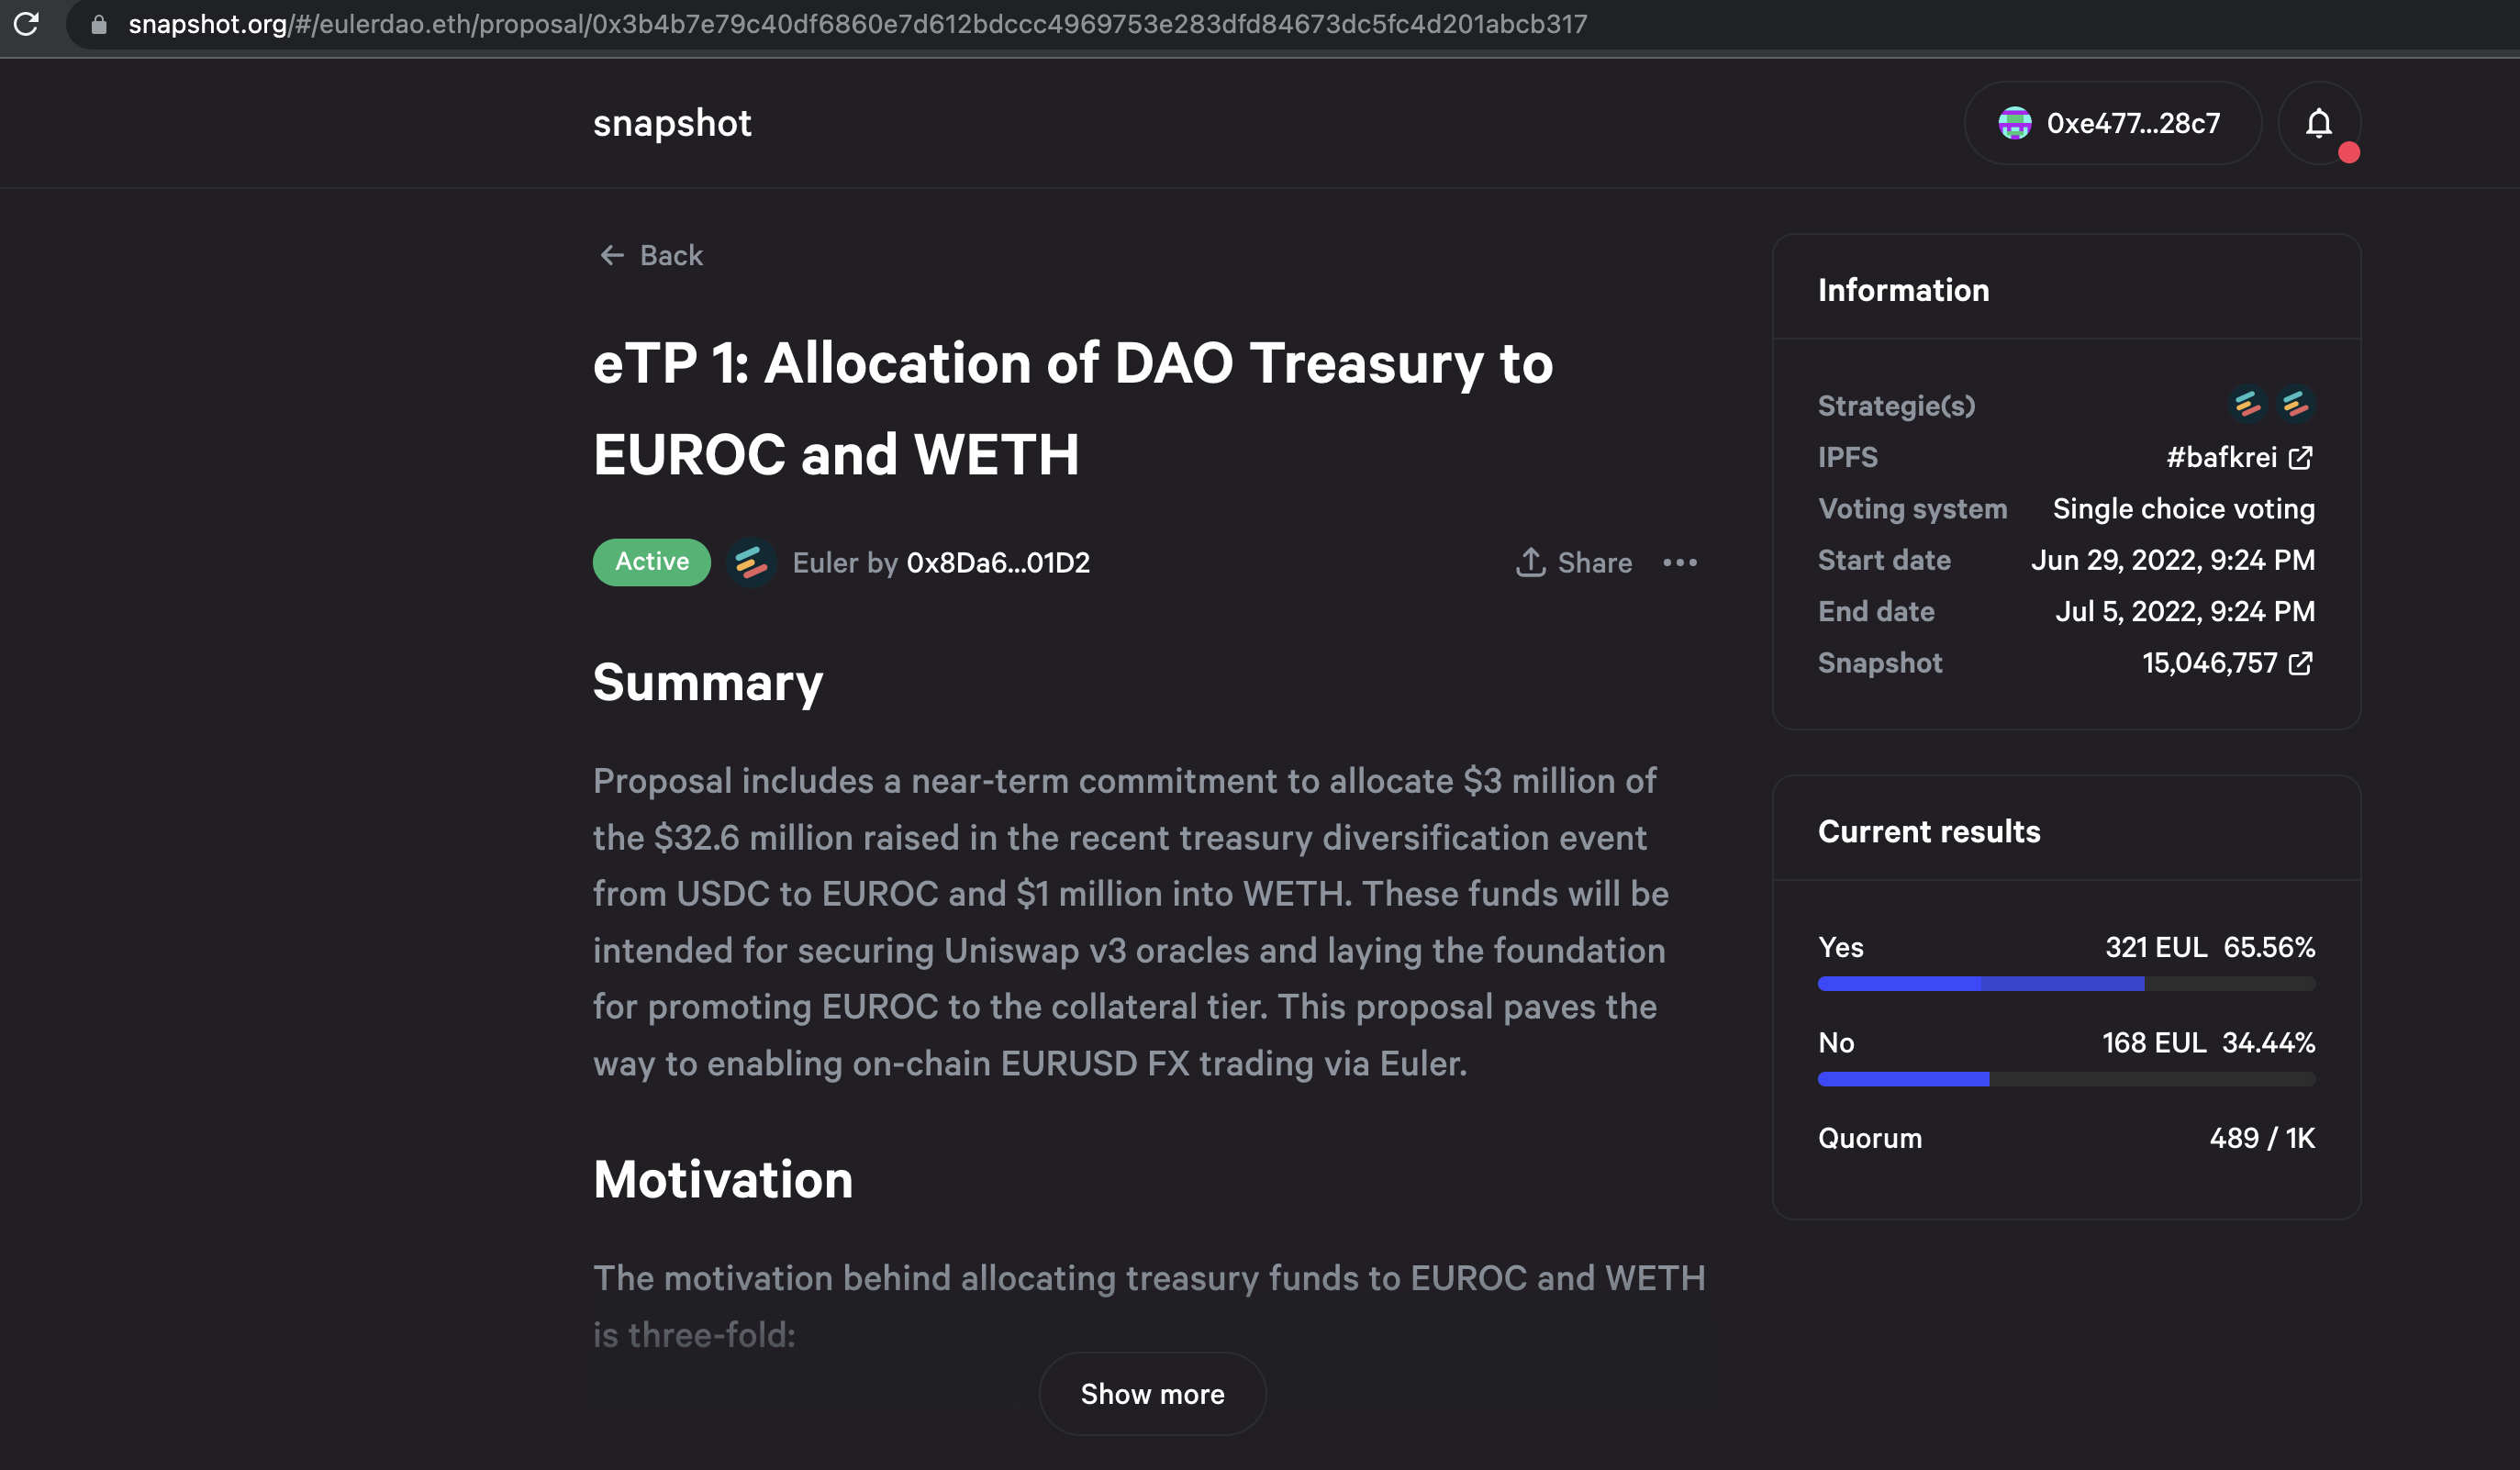 snapshot.org/#/eulerdao.eth/proposal/0x3b4b7e79c40df6860e7d612bdccc4969753e283dfd84673dc5fc4d201abcb317
snapshot
0xe477...28c7
Back
eTP 1: Allocation of DAO Treasury to
EUROC and WETH
Active Euler by 0x8Da6...01D2 Share
Summary
Proposal includes a near-term commitment to allocate $3 million of
the $32.6 million raised in the recent treasury diversification event
from USDC to EUROC and $1 million into WETH. These funds will be
intended for securing Uniswap v3 oracles and laying the foundation
for promoting EUROC to the collateral tier. This proposal paves the
way to enabling on-chain EURUSD FX trading via Euler.
Motivation
The motivation behind allocating treasury funds to EUROC and WETH
is three-fold:
Show more
Information
Strategie(s)
IPFS #bafkrei
Voting system Single choice voting
Start date Jun 29, 2022, 9:24 PM
End date Jul 5, 2022, 9:24 PM
Snapshot 15,046,757
Current results
Yes 321 EUL 65.56%
No 168 EUL 34.44%
Quorum 489 / 1K